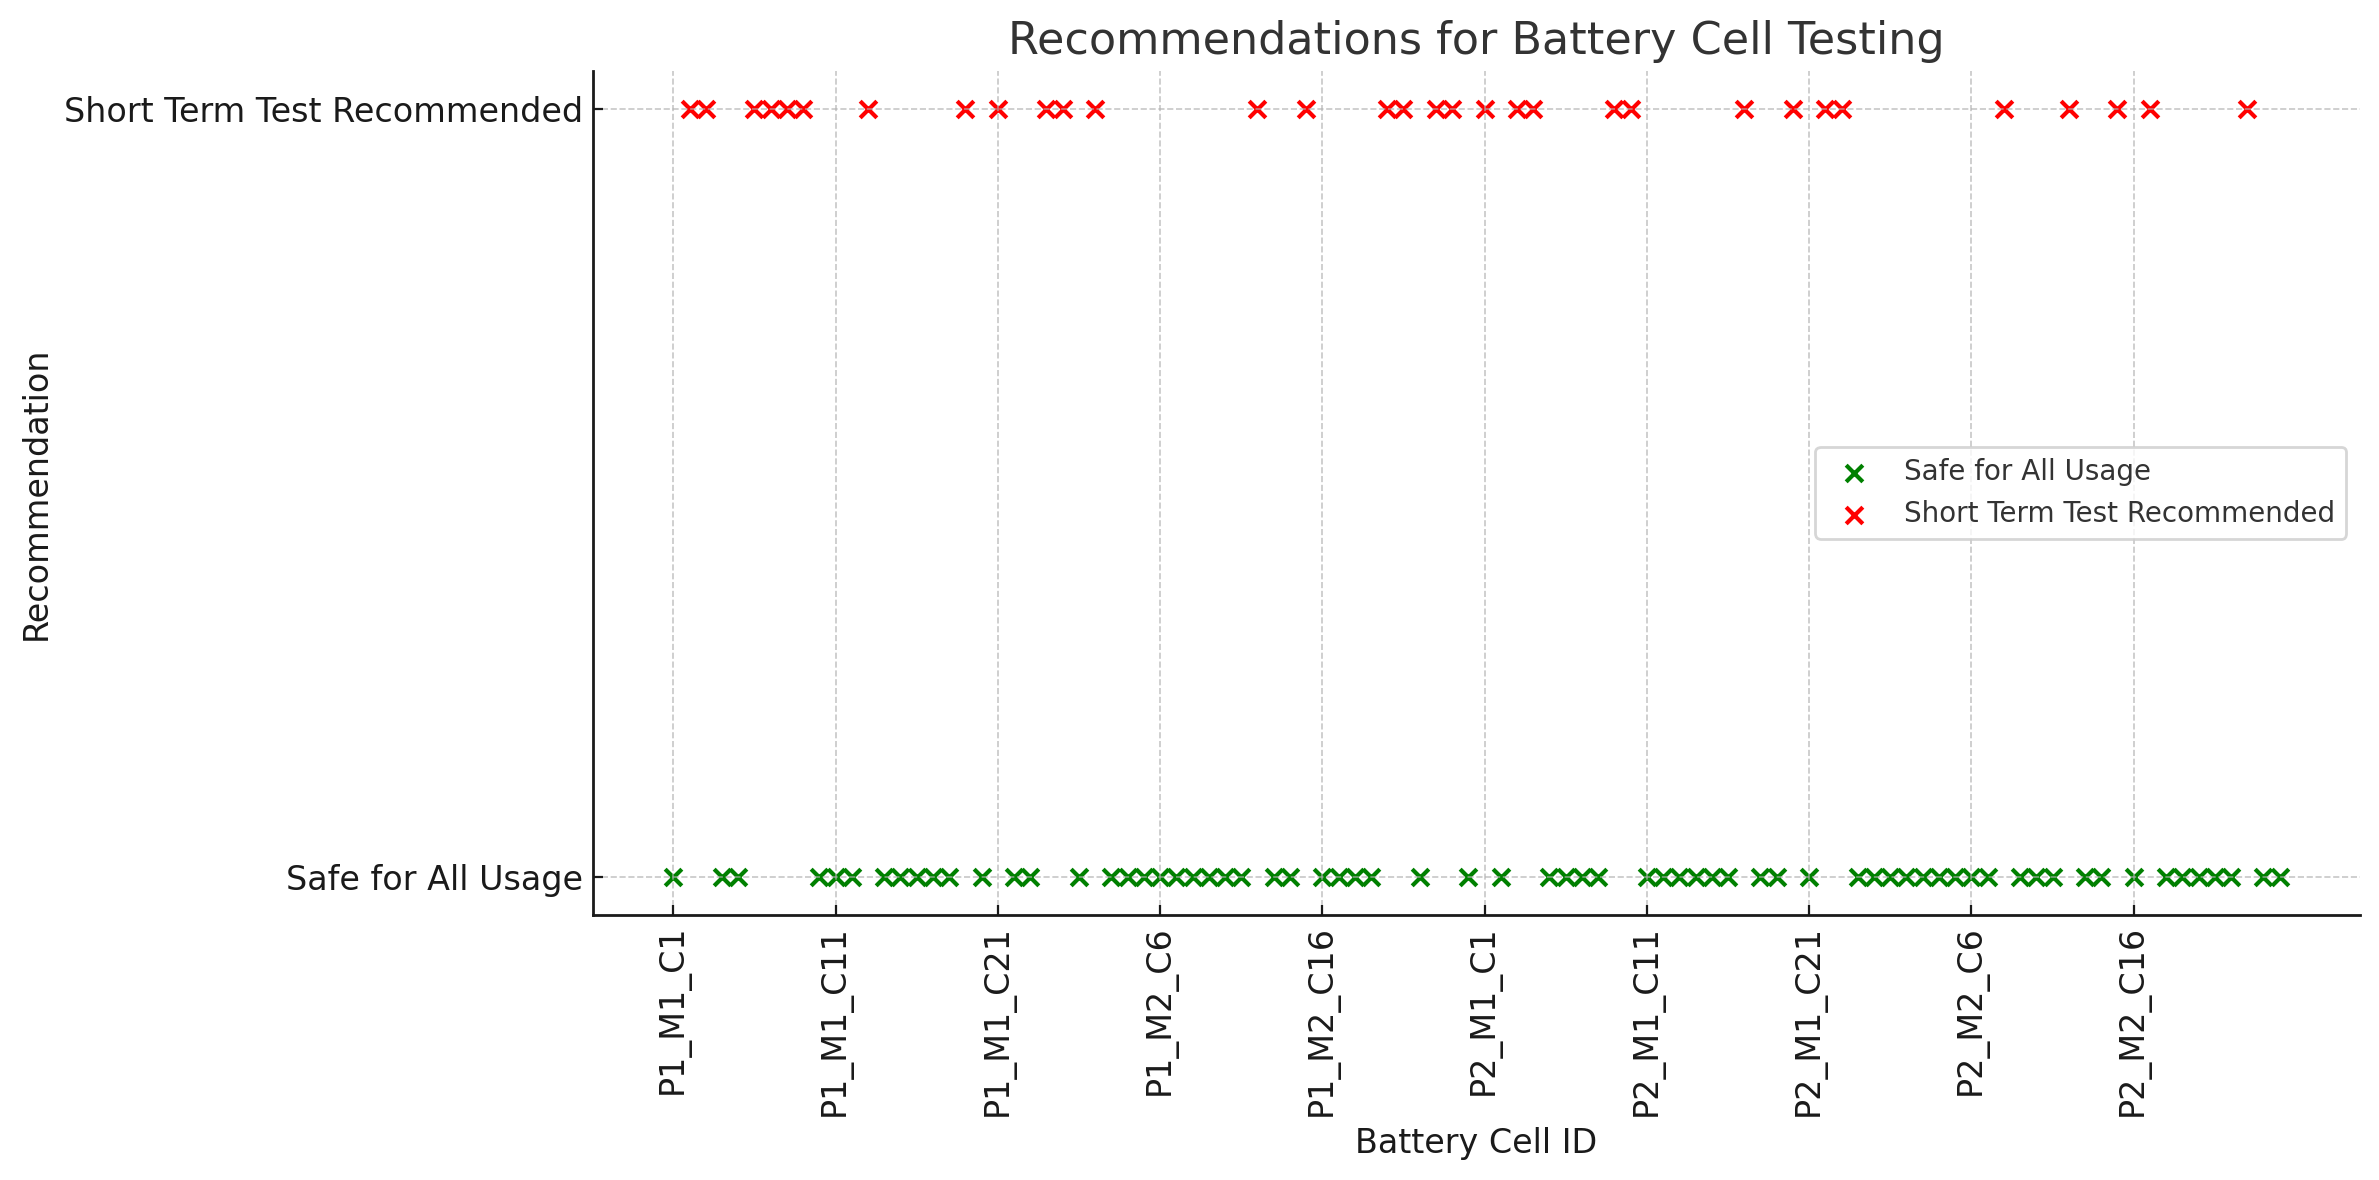 Recommendations for Battery Cell Testing
Short Term Test Recommended
Safe for All Usage
Recommendation
Safe for All Usage
Short Term Test Recommended
P1_M1_C1
P1_M1_C11
P1_M1_C21
P1_M2_C6
P1_M2_C16
P2_M1_C1
P2_M1_C11
P2_M1_C21
P2_M2_C6
P2_M2_C16
Battery Cell ID